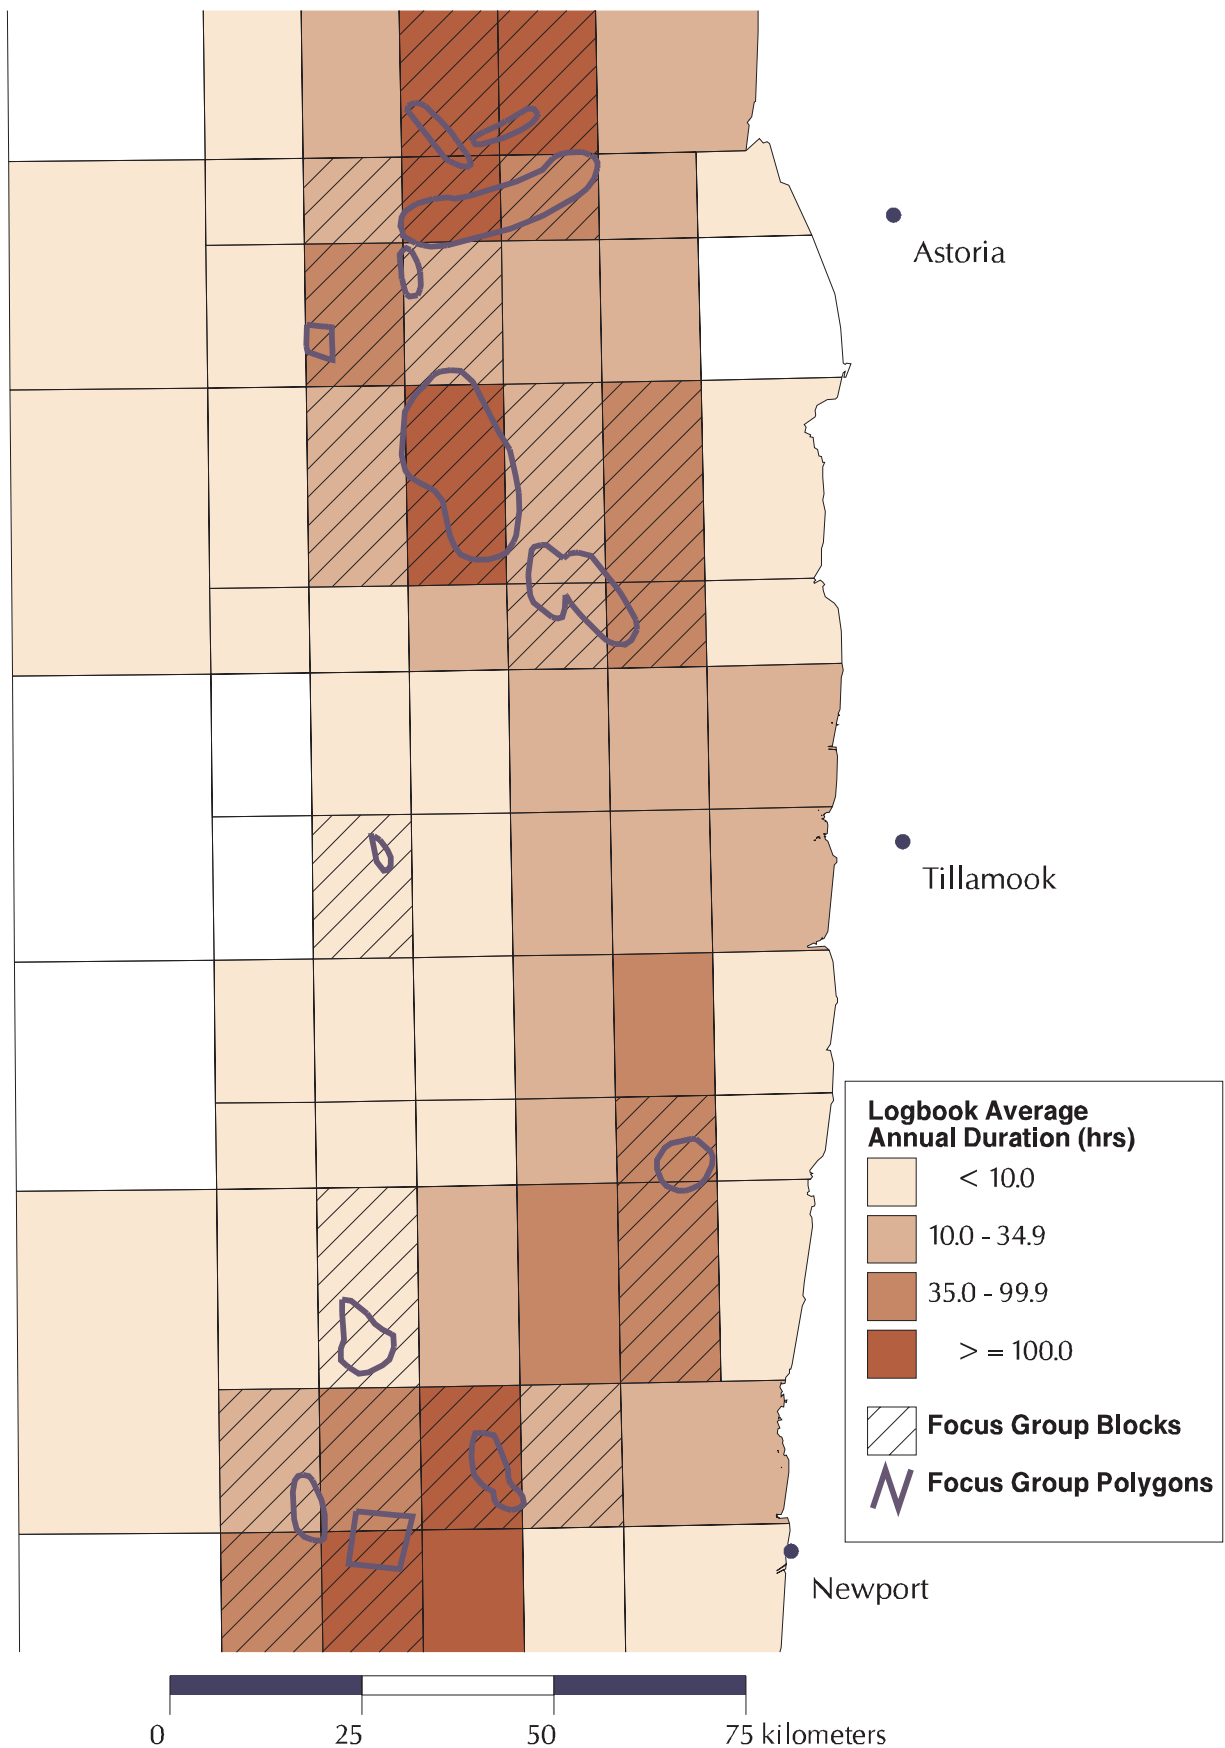 Astoria
Tillamook
Logbook Average
Annual Duration (hrs)
< 10.0
10.0 - 34.9
35.0 - 99.9
> = 100.0
Focus Group Blocks
Focus Group Polygons
Newport
0 25 50 75 kilometers